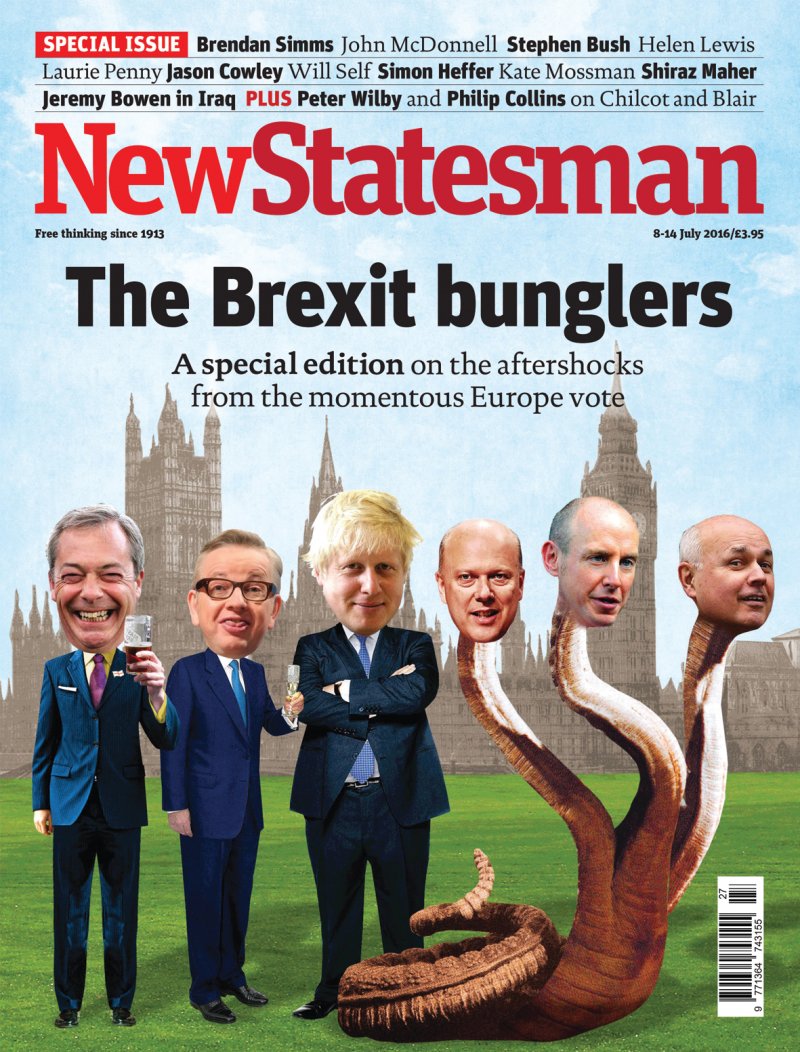 SPECIAL ISSUE Brendan Simms John McDonnell Stephen Bush Helen Lewis
Laurie Penny Jason Cowley Will Self Simon Heffer Kate Mossman Shiraz Maher
Jeremy Bowen in Iraq PLUS Peter Wilby and Philip Collins on Chilcot and Blair
NewStatesman
Free thinking since 1913
8-14 July 2016/£3.95
The Brexit bunglers
A special edition on the aftershocks
from the momentous Europe vote
27
9 771364 743155